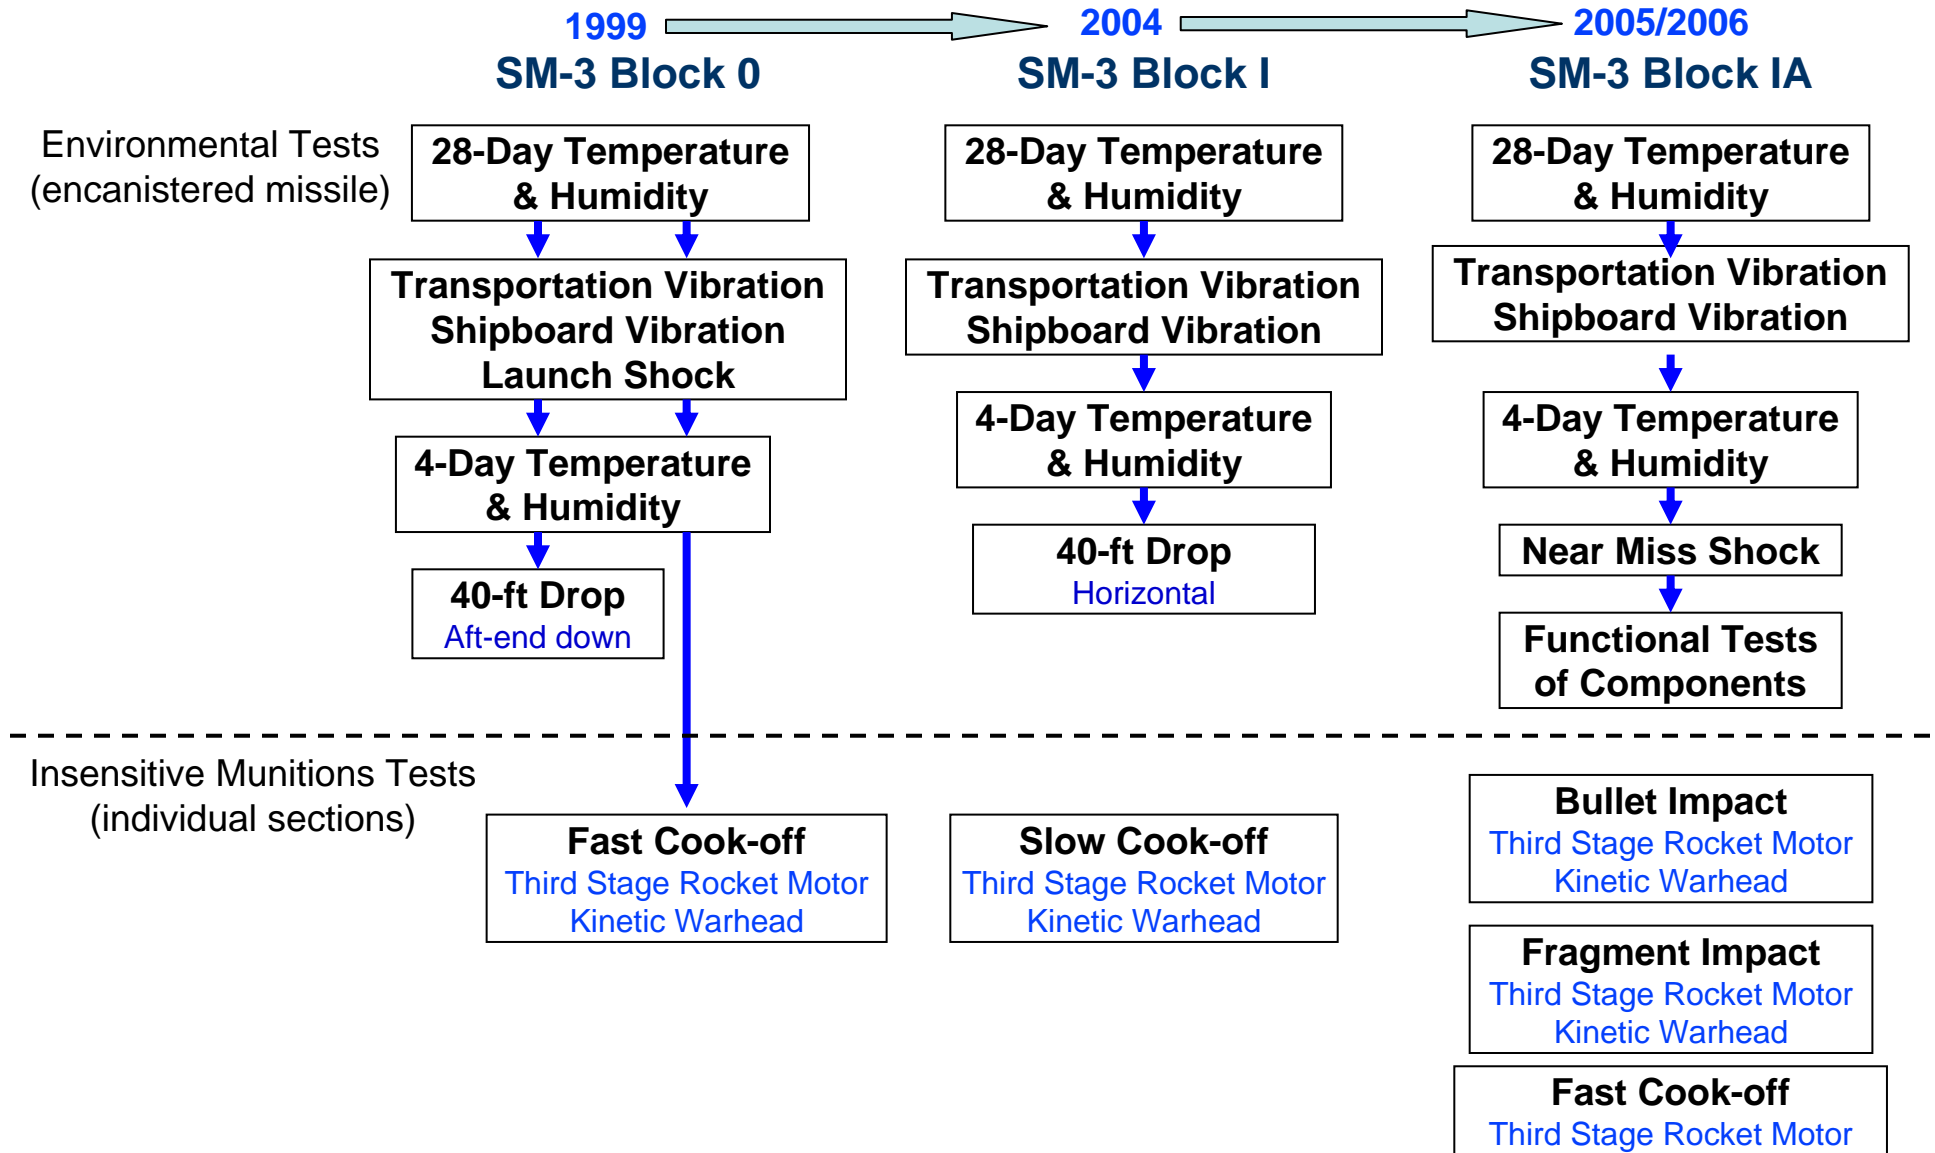 1999
2004
2005/2006
SM-3 Block 0
SM-3 Block I
SM-3 Block IA
Environmental Tests
(encanistered missile)
28-Day Temperature
& Humidity
Transportation Vibration
Shipboard Vibration
Launch Shock
4-Day Temperature
& Humidity
40-ft Drop
Aft-end down
28-Day Temperature
& Humidity
Transportation Vibration
Shipboard Vibration
4-Day Temperature
& Humidity
40-ft Drop
Horizontal
28-Day Temperature
& Humidity
Transportation Vibration
Shipboard Vibration
4-Day Temperature
& Humidity
Near Miss Shock
Functional Tests
of Components
Insensitive Munitions Tests
(individual sections)
Fast Cook-off
Third Stage Rocket Motor
Kinetic Warhead
Slow Cook-off
Third Stage Rocket Motor
Kinetic Warhead
Bullet Impact
Third Stage Rocket Motor
Kinetic Warhead
Fragment Impact
Third Stage Rocket Motor
Kinetic Warhead
Fast Cook-off
Third Stage Rocket Motor